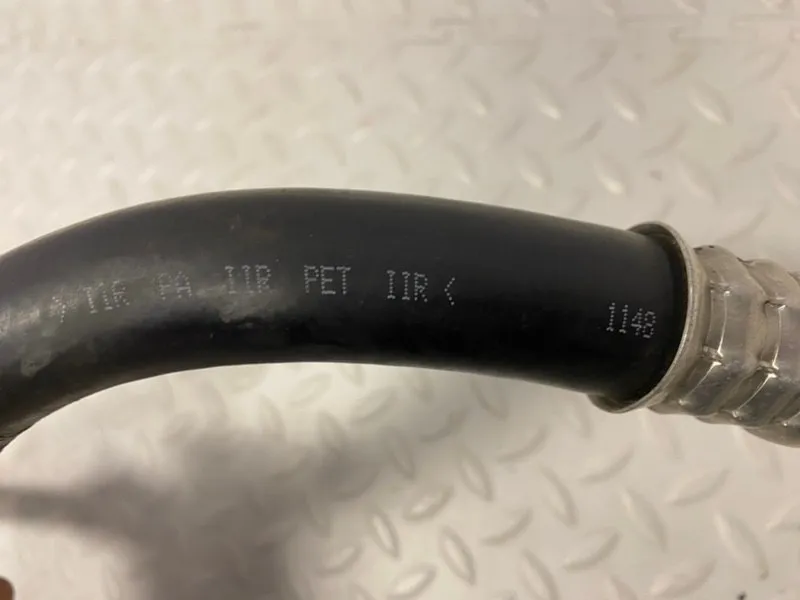 >IIR PA IIR PET IIR< 1148